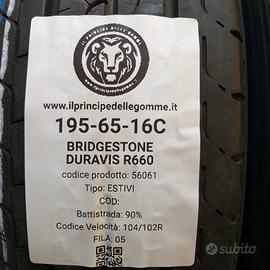 IL PRINCIPE DELLE GOMME
www.ilprincipedellegomme.it
195-65-16C
BRIDGESTONE
DURAVIS R660
codice prodotto: 56061
Tipo: ESTIVI
COD:
Battistrada: 90%
Codice Velocità: 104/102R
FILA: 05
subito